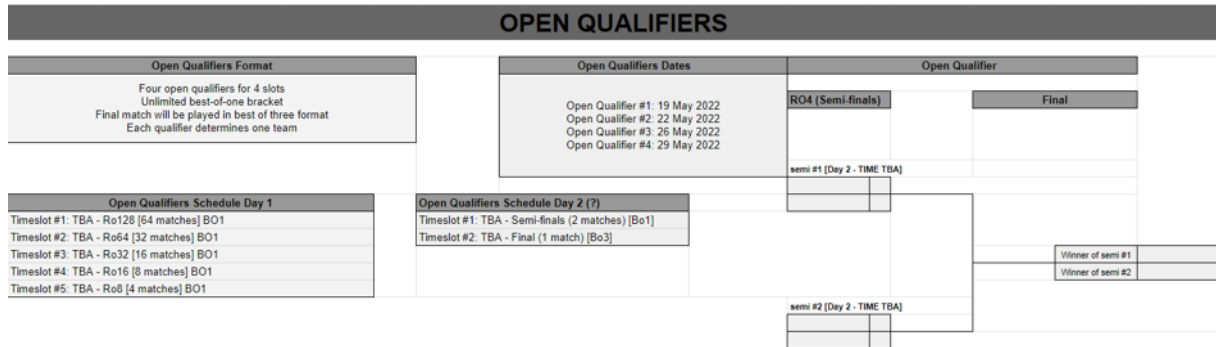 OPEN QUALIFIERS
Open Qualifiers Format
Four open qualifiers for 4 slots
Unlimited best-of-one bracket
Final match will be played in best of three format
Each qualifier determines one team
Open Qualifiers Dates
Open Qualifier #1: 19 May 2022
Open Qualifier #2: 22 May 2022
Open Qualifier #3: 26 May 2022
Open Qualifier #4: 29 May 2022
Open Qualifier
RO4 (Semi-finals)
Final
semi #1 [Day 2 - TIME TBA]
Open Qualifiers Schedule Day 1
Timeslot #1: TBA - Ro128 [64 matches] BO1
Timeslot #2: TBA - Ro64 [32 matches] BO1
Timeslot #3: TBA - Ro32 [16 matches] BO1
Timeslot #4: TBA - Ro16 [8 matches] BO1
Timeslot #5: TBA - Ro8 [4 matches] BO1
Open Qualifiers Schedule Day 2 (?)
Timeslot #1: TBA - Semi-finals (2 matches) [Bo1]
Timeslot #2: TBA - Final (1 match) [Bo3]
Winner of semi #1
Winner of semi #2
semi #2 [Day 2 - TIME TBA]